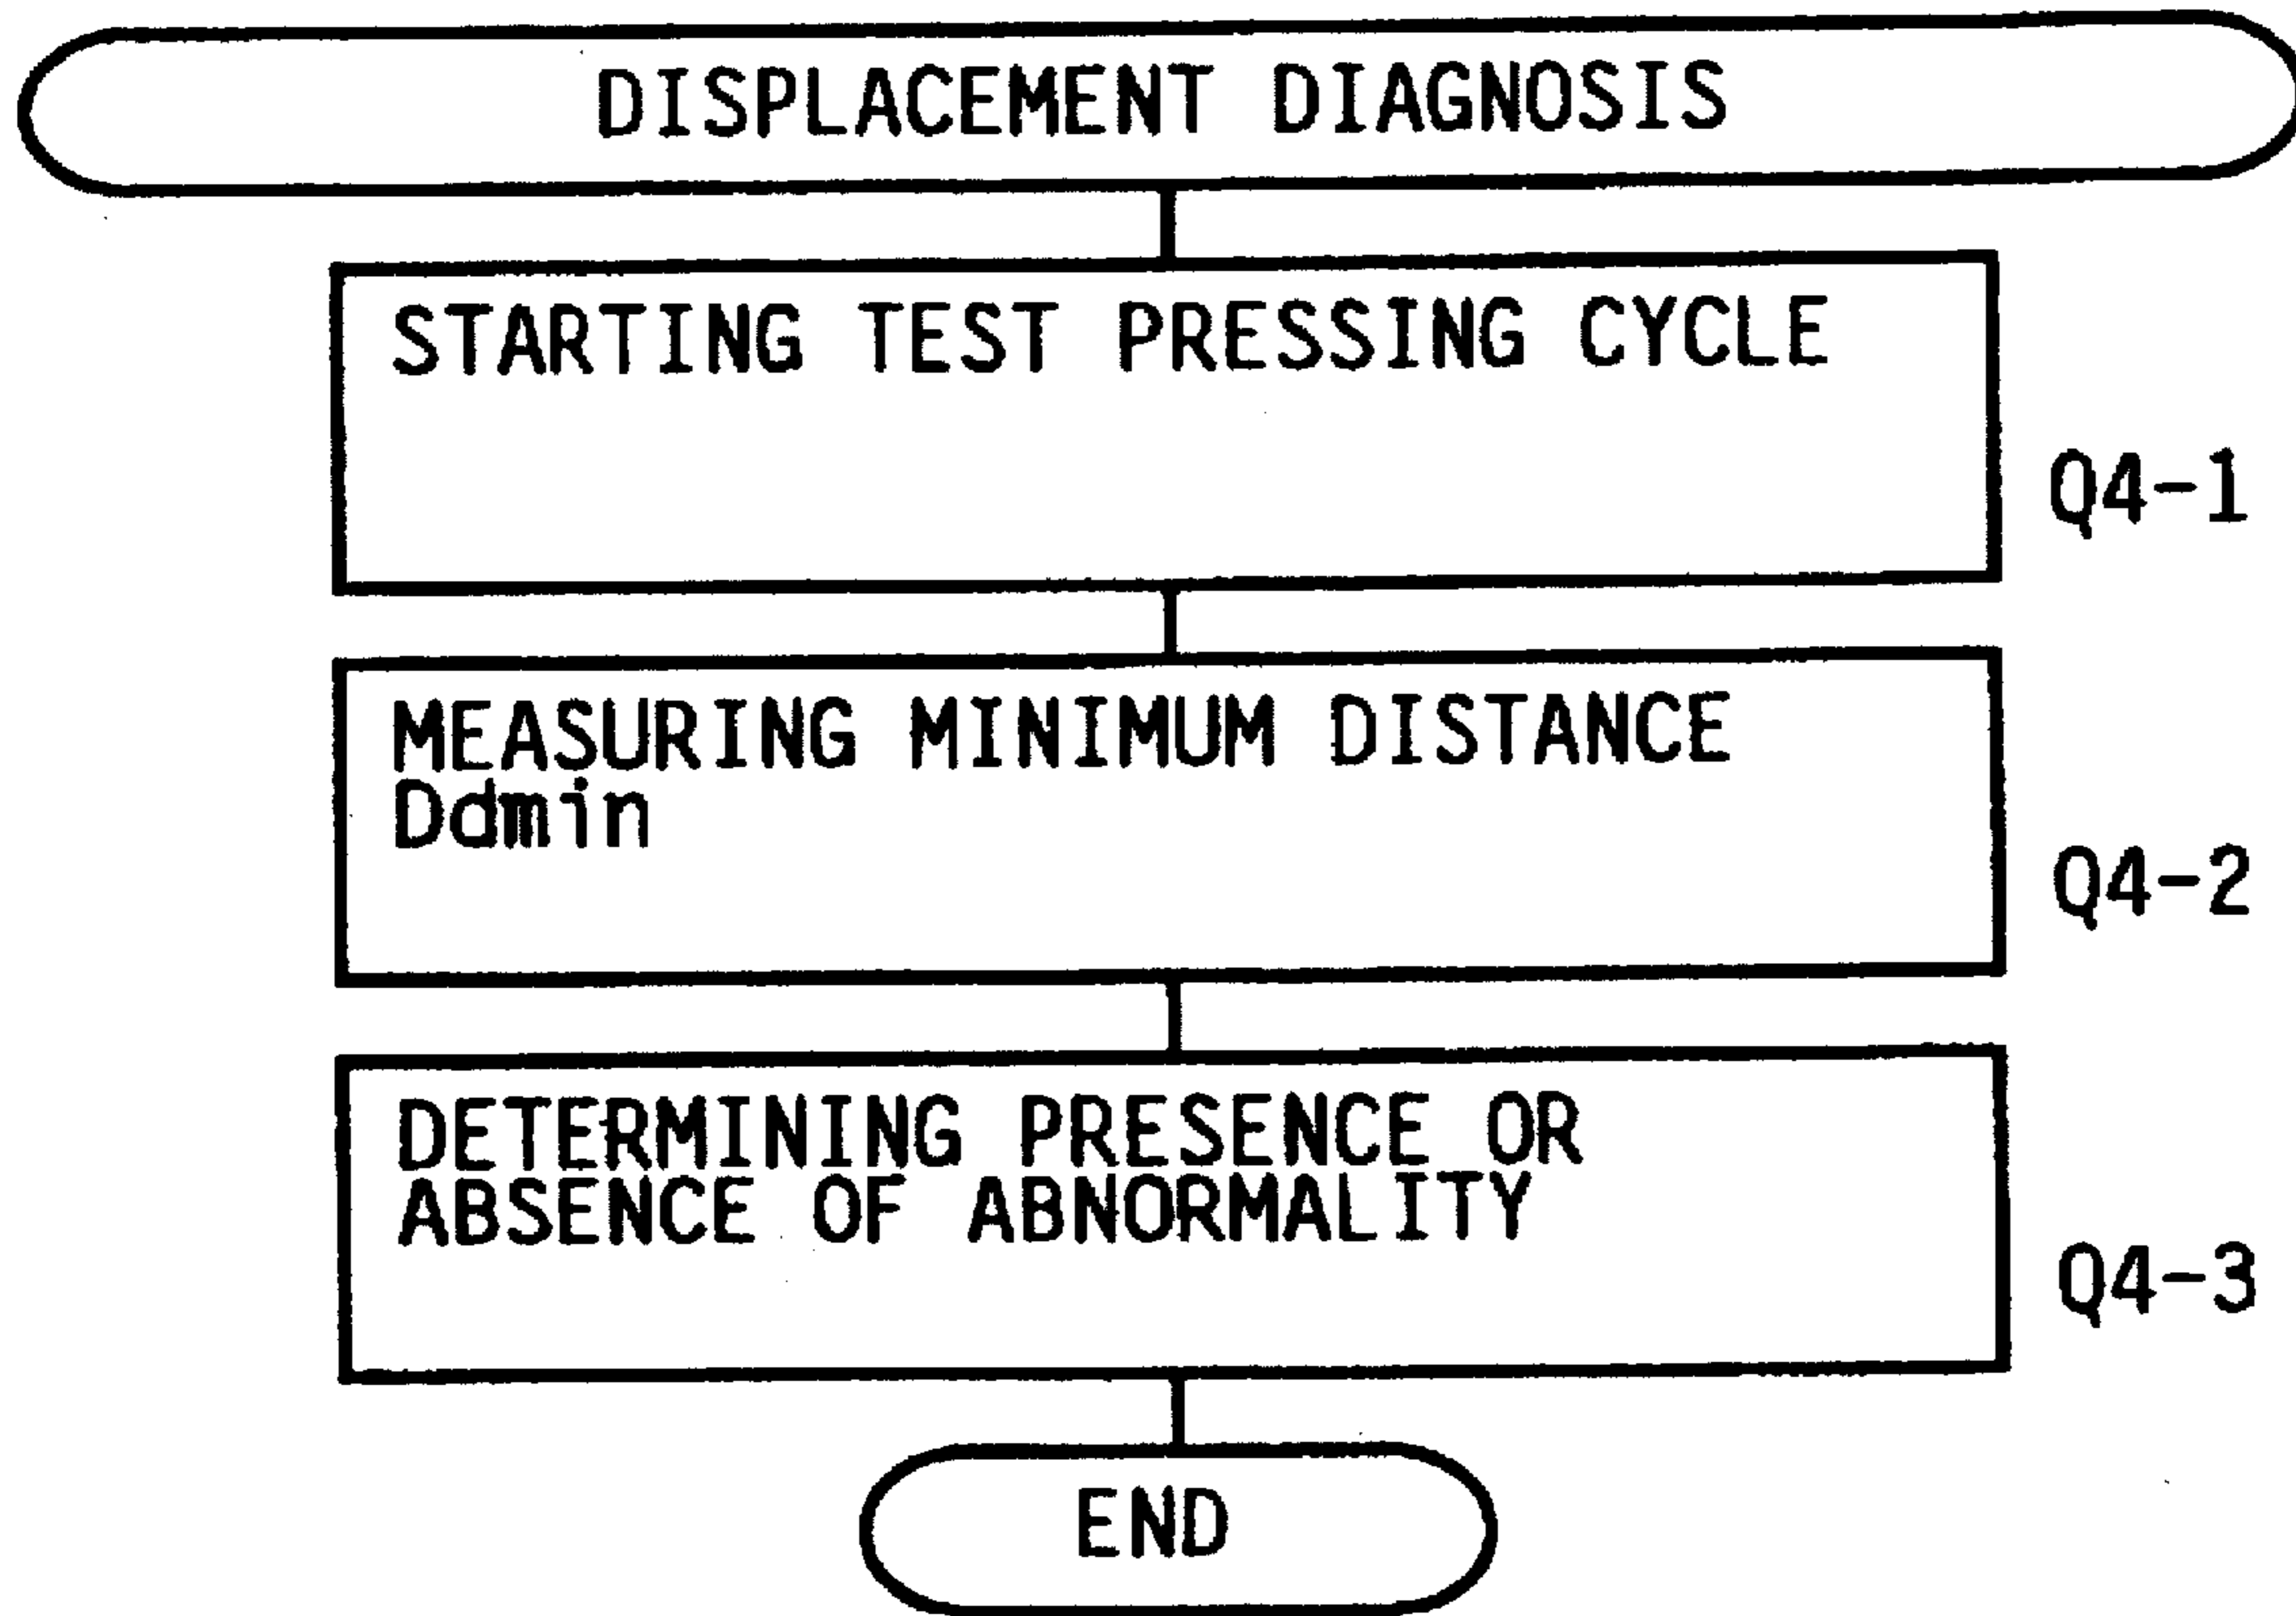 DISPLACEMENT DIAGNOSIS
STARTING TEST PRESSING CYCLE
Q4-1
MEASURING MINIMUM DISTANCE
Ddmin
Q4-2
DETERMINING PRESENCE OR
ABSENCE OF ABNORMALITY
Q4-3
END